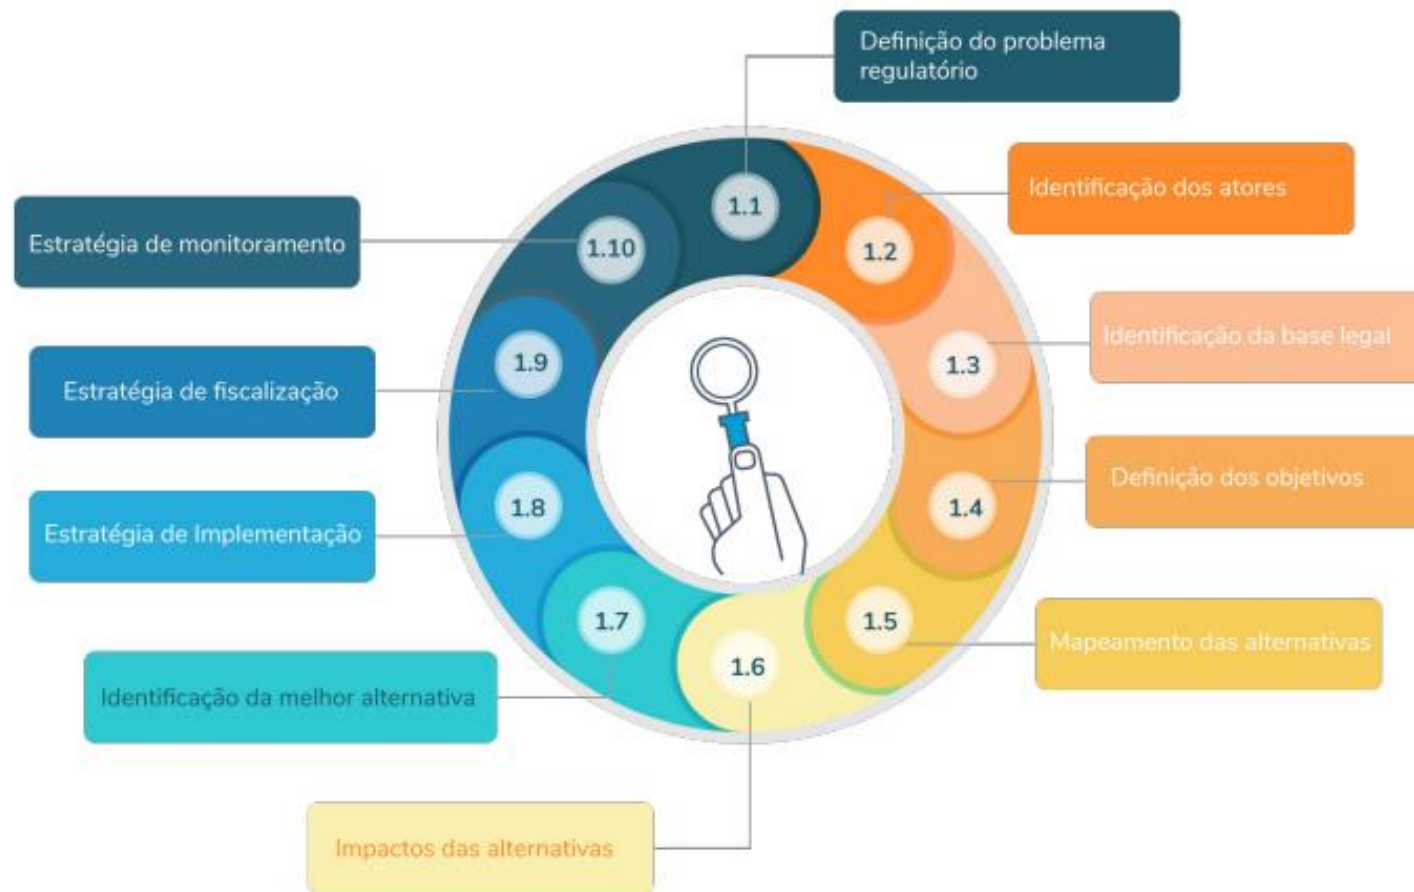 1.1
Definição do problema
regulatório
1.2
Identificação dos atores
1.3
Identificação da base legal
1.4
Definição dos objetivos
1.5
Mapeamento das alternativas
1.6
Impactos das alternativas
1.7
Identificação da melhor alternativa
1.8
Estratégia de Implementação
1.9
Estratégia de fiscalização
1.10
Estratégia de monitoramento